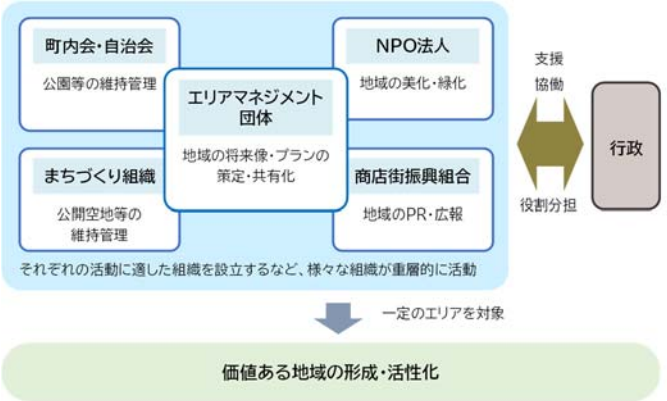 町内会・自治会
公園等の維持管理
NPO法人
地域の美化・緑化
エリアマネジメント
団体
地域の将来像・プランの
策定・共有化
まちづくり組織
公開空地等の
維持管理
商店街振興組合
地域のPR・広報
それぞれの活動に適した組織を設立するなど、様々な組織が重層的に活動
支援
協働
役割分担
行政
一定のエリアを対象
価値ある地域の形成・活性化